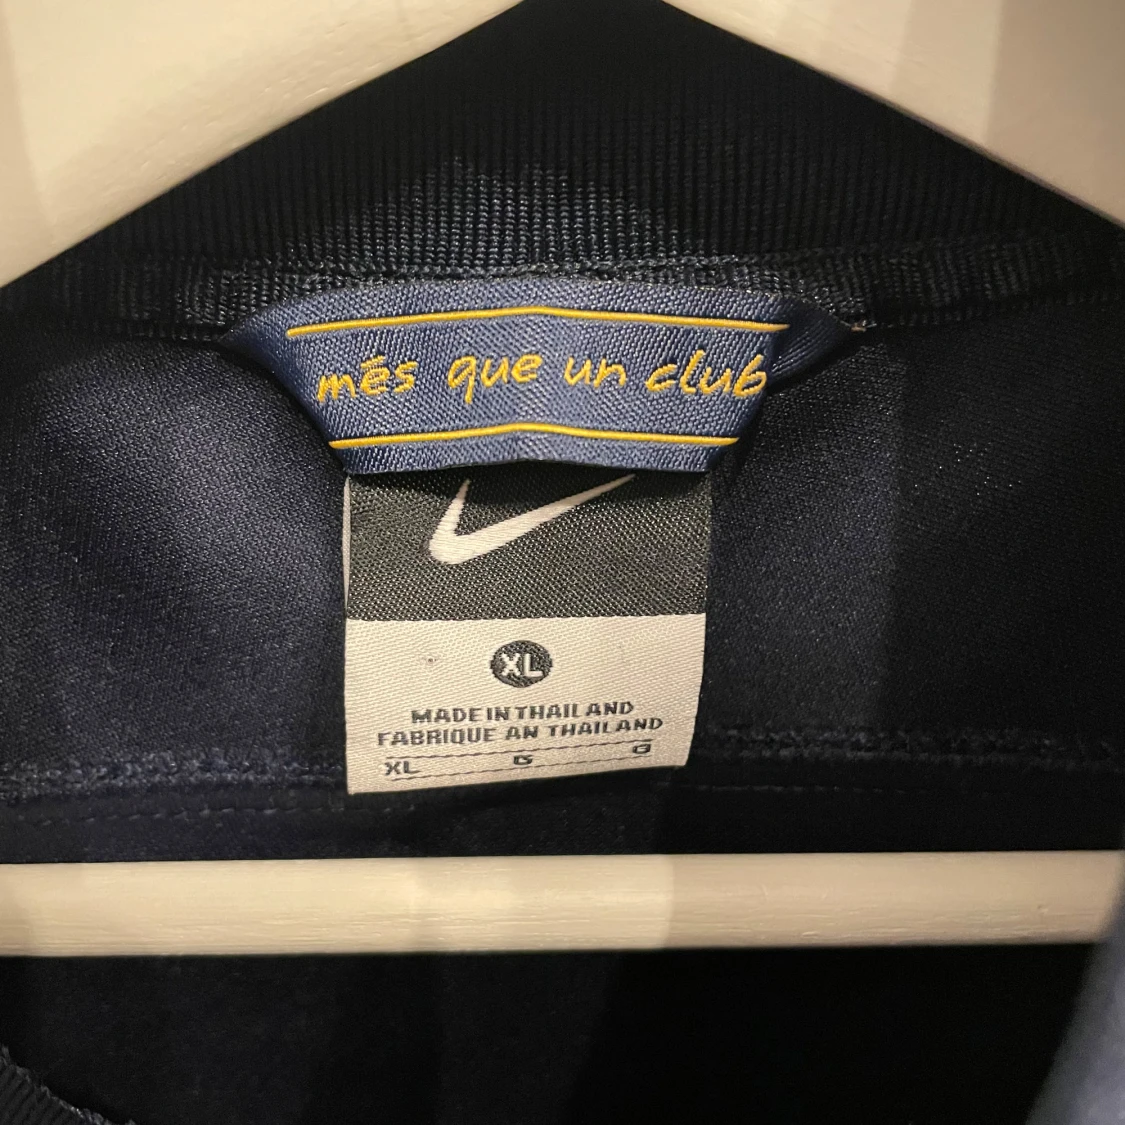 més que un club
XL
MADE IN THAILAND
FABRIQUE AN THAILAND
XL G G